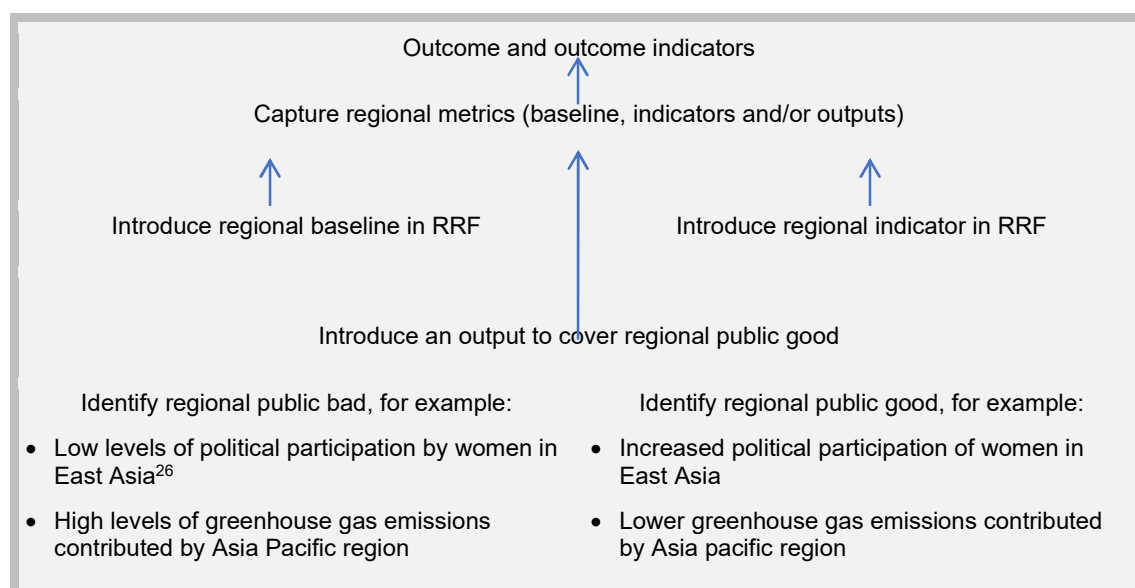 Outcome and outcome indicators
Capture regional metrics (baseline, indicators and/or outputs)
Introduce regional baseline in RRF
Introduce regional indicator in RRF
Introduce an output to cover regional public good
Identify regional public bad, for example:
• Low levels of political participation by women in
East Asia26
• High levels of greenhouse gas emissions
contributed by Asia Pacific region
Identify regional public good, for example:
• Increased political participation of women in
East Asia
• Lower greenhouse gas emissions contributed
by Asia pacific region